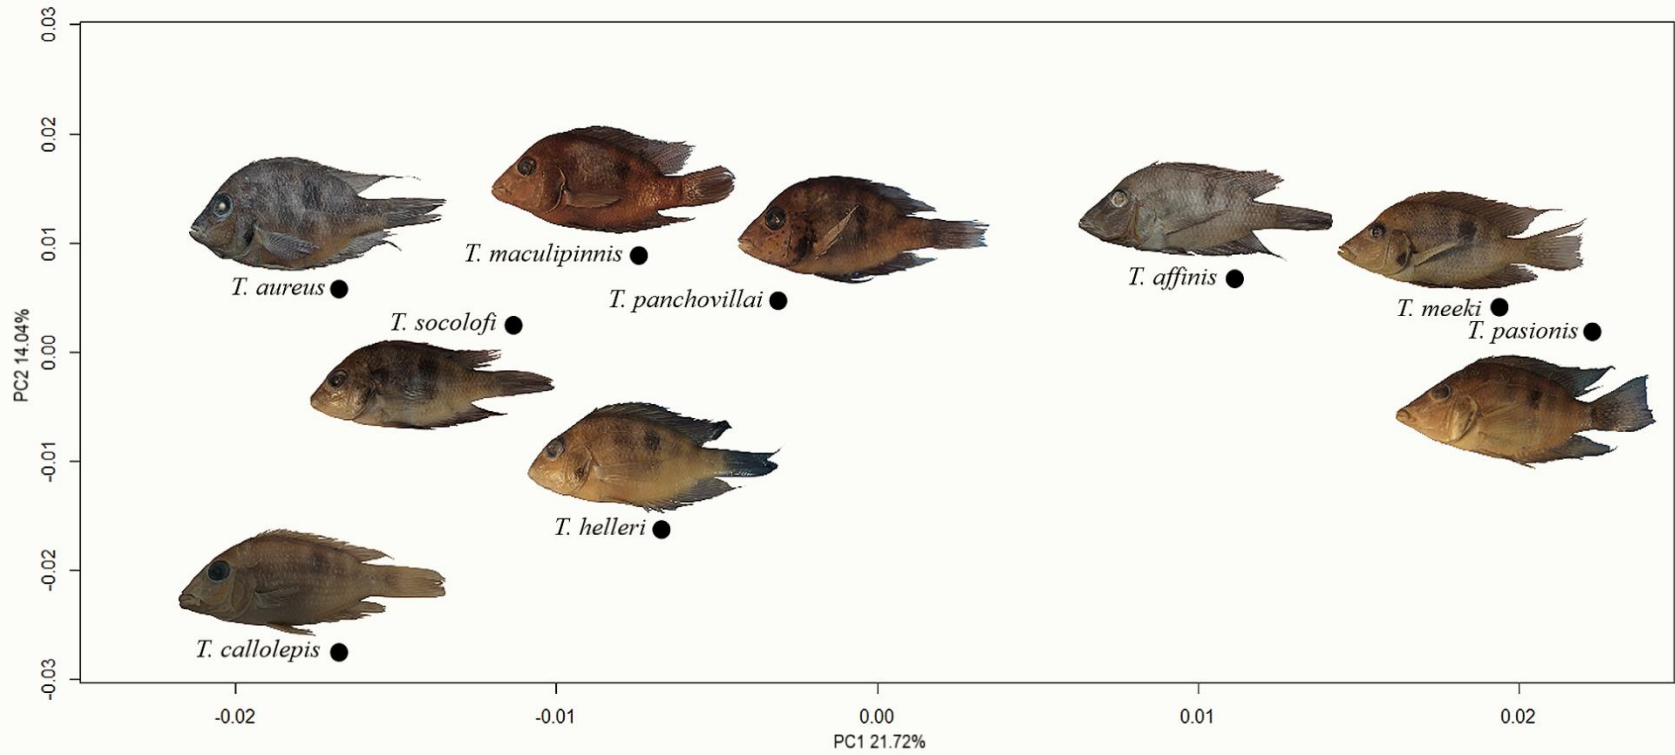 0.03
0.02
0.01
0.00
-0.01
-0.02
-0.03
PC2 14.04%
T. aureus
T. maculipinnis
T. panchovillai
T. affinis
T. meeki
T. pasionis
T. socolofi
T. helleri
T. callolepis
-0.02
-0.01
0.00
0.01
0.02
PC1 21.72%